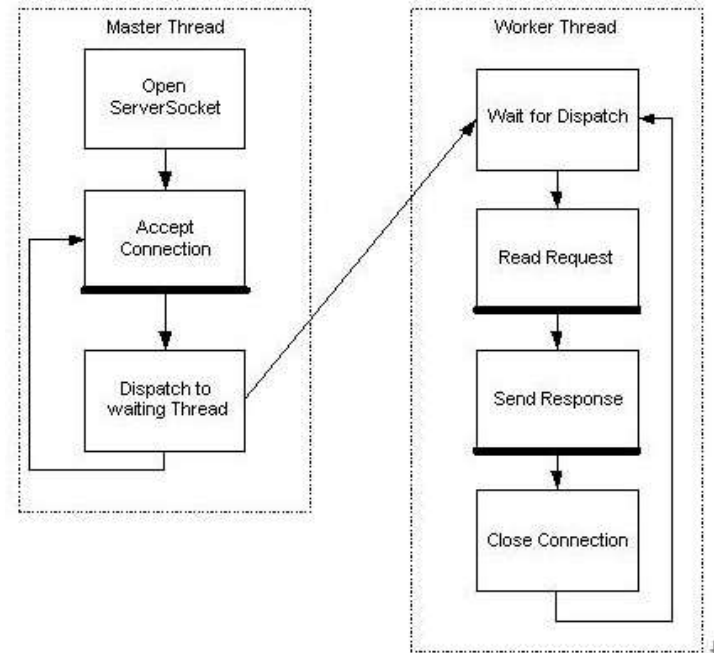 Master Thread
Open
ServerSocket
Accept
Connection
Dispatch to
waiting Thread
Worker Thread
Wait for Dispatch
Read Request
Send Response
Close Connection